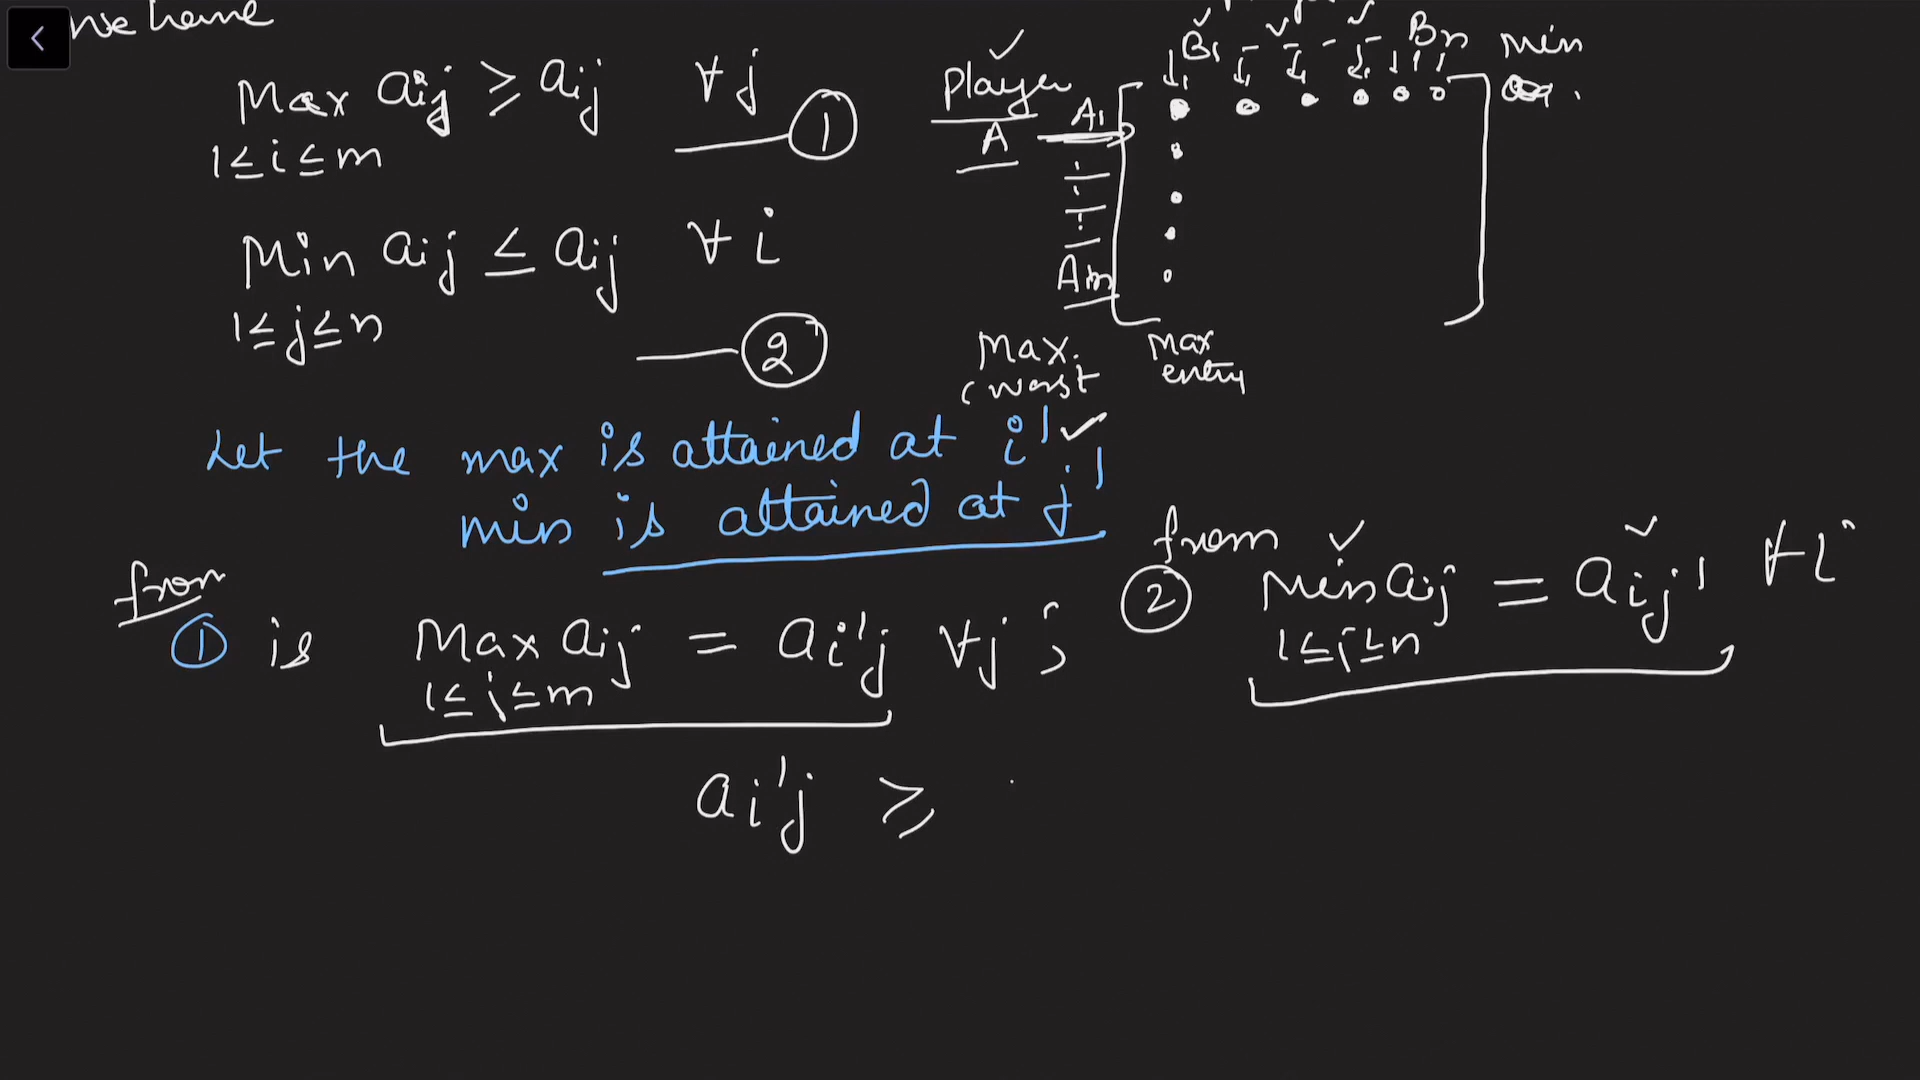 we have
Max aij ≥ aij ∀ j
1≤i≤m
1
Min aij ≤ aij ∀ i
1≤j≤n
2
Player
A
A1
Am
B1 Bn Min
Max. Max
(worst entry
Let the max is attained at i'
min is attained at j'
from
1 is Max aij = ai'j ∀j ;
1≤j≤m
from
2 Min aij = aij' ∀i
1≤j≤n
ai'j ≥